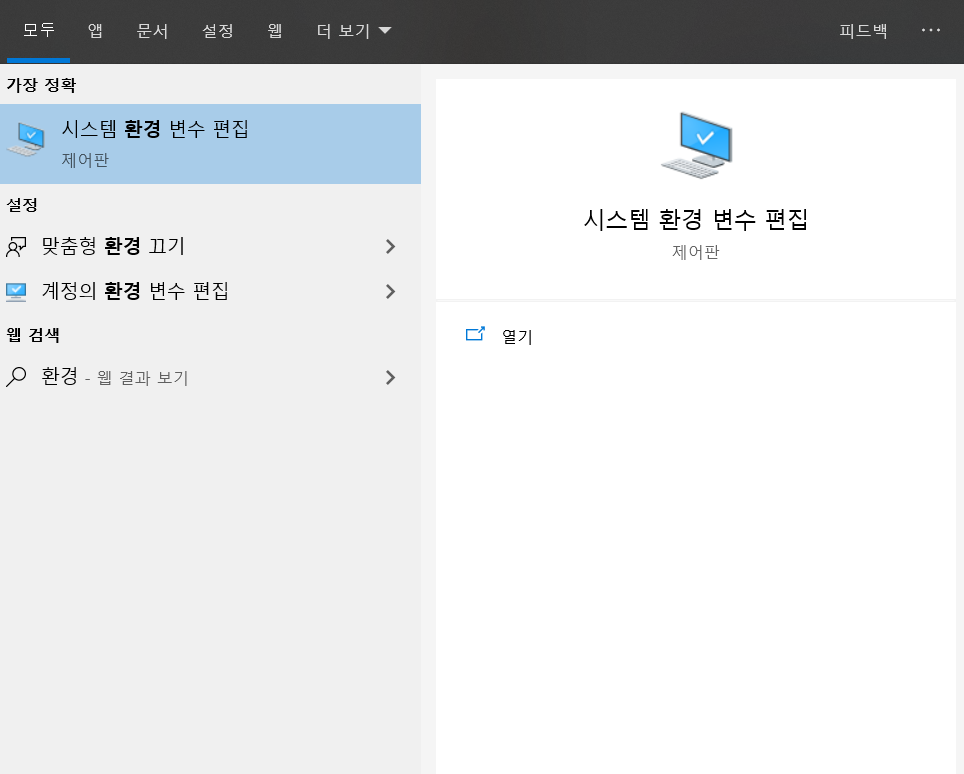 모두 앱 문서 설정 웹 더 보기 피드백 ···
가장 정확
시스템 환경 변수 편집
제어판
설정
맞춤형 환경 끄기
계정의 환경 변수 편집
웹 검색
환경 - 웹 결과 보기
시스템 환경 변수 편집
제어판
열기